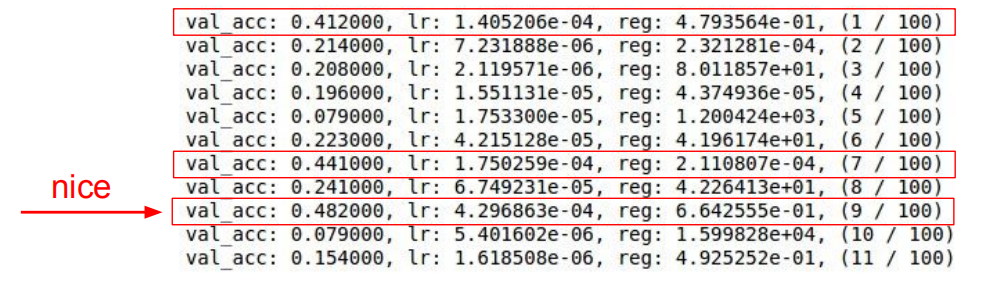 val_acc: 0.412000, lr: 1.405206e-04, reg: 4.793564e-01, (1 / 100)
val_acc: 0.214000, lr: 7.231888e-06, reg: 2.321281e-04, (2 / 100)
val_acc: 0.208000, lr: 2.119571e-06, reg: 8.011857e+01, (3 / 100)
val_acc: 0.196000, lr: 1.551131e-05, reg: 4.374936e-05, (4 / 100)
val_acc: 0.079000, lr: 1.753300e-05, reg: 1.200424e+03, (5 / 100)
val_acc: 0.223000, lr: 4.215128e-05, reg: 4.196174e+01, (6 / 100)
val_acc: 0.441000, lr: 1.750259e-04, reg: 2.110807e-04, (7 / 100)
val_acc: 0.241000, lr: 6.749231e-05, reg: 4.226413e+01, (8 / 100)
nice
val_acc: 0.482000, lr: 4.296863e-04, reg: 6.642555e-01, (9 / 100)
val_acc: 0.079000, lr: 5.401602e-06, reg: 1.599828e+04, (10 / 100)
val_acc: 0.154000, lr: 1.618508e-06, reg: 4.925252e-01, (11 / 100)